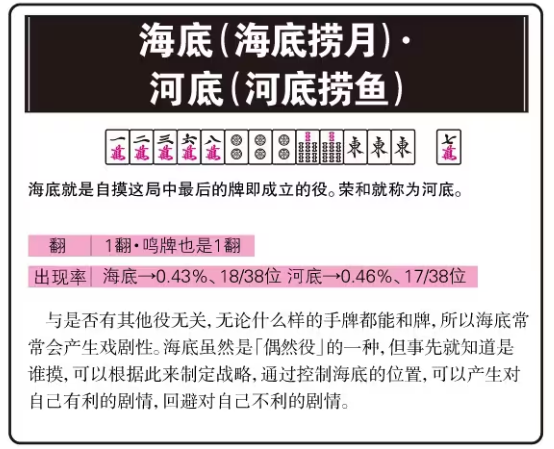 海底(海底捞月)·
河底(河底捞鱼)
一萬 二萬 三萬 六萬 八萬 東 東 東 七萬
海底就是自摸这局中最后的牌即成立的役。荣和就称为河底。
翻 1翻·鸣牌也是1翻
出现率 海底→0.43%、18/38位 河底→0.46%、17/38位
与是否有其他役无关,无论什么样的手牌都能和牌,所以海底常
常会产生戏剧性。海底虽然是「偶然役」的一种,但事先就知道是
谁摸,可以根据此来制定战略,通过控制海底的位置,可以产生对
自己有利的剧情,回避对自己不利的剧情。